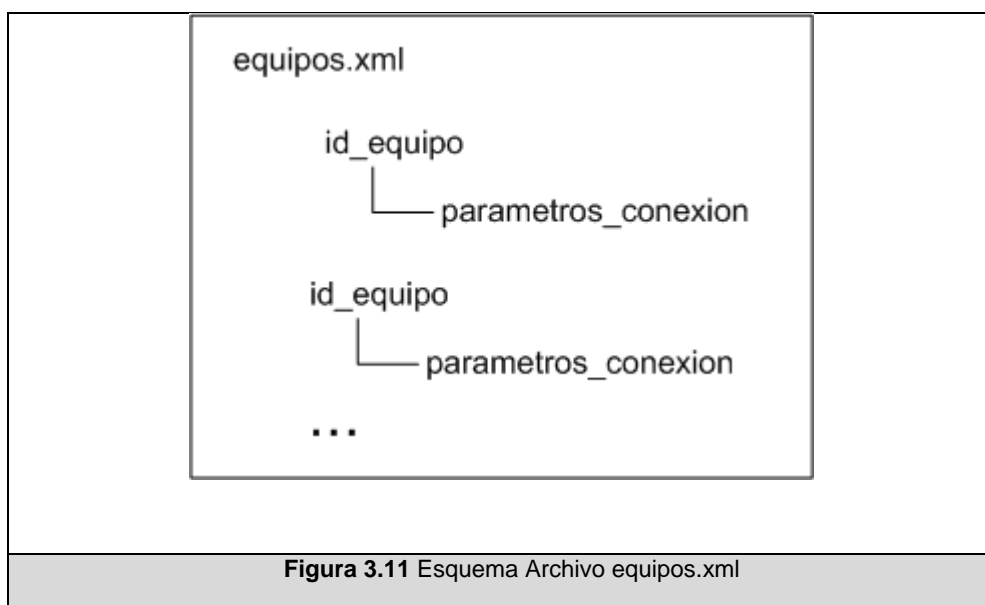 equipos.xml
id_equipo
parametros_conexion
id_equipo
parametros_conexion
...
Figura 3.11 Esquema Archivo equipos.xml